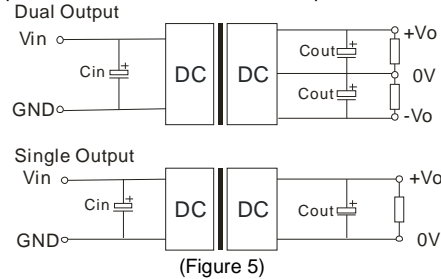 Dual Output
Vin
+Vo
Cin
+
DC
DC
Cout
+
0V
Cout
+
GND
-Vo
Single Output
Vin
+Vo
Cin
+
DC
DC
Cout
+
GND
0V
(Figure 5)